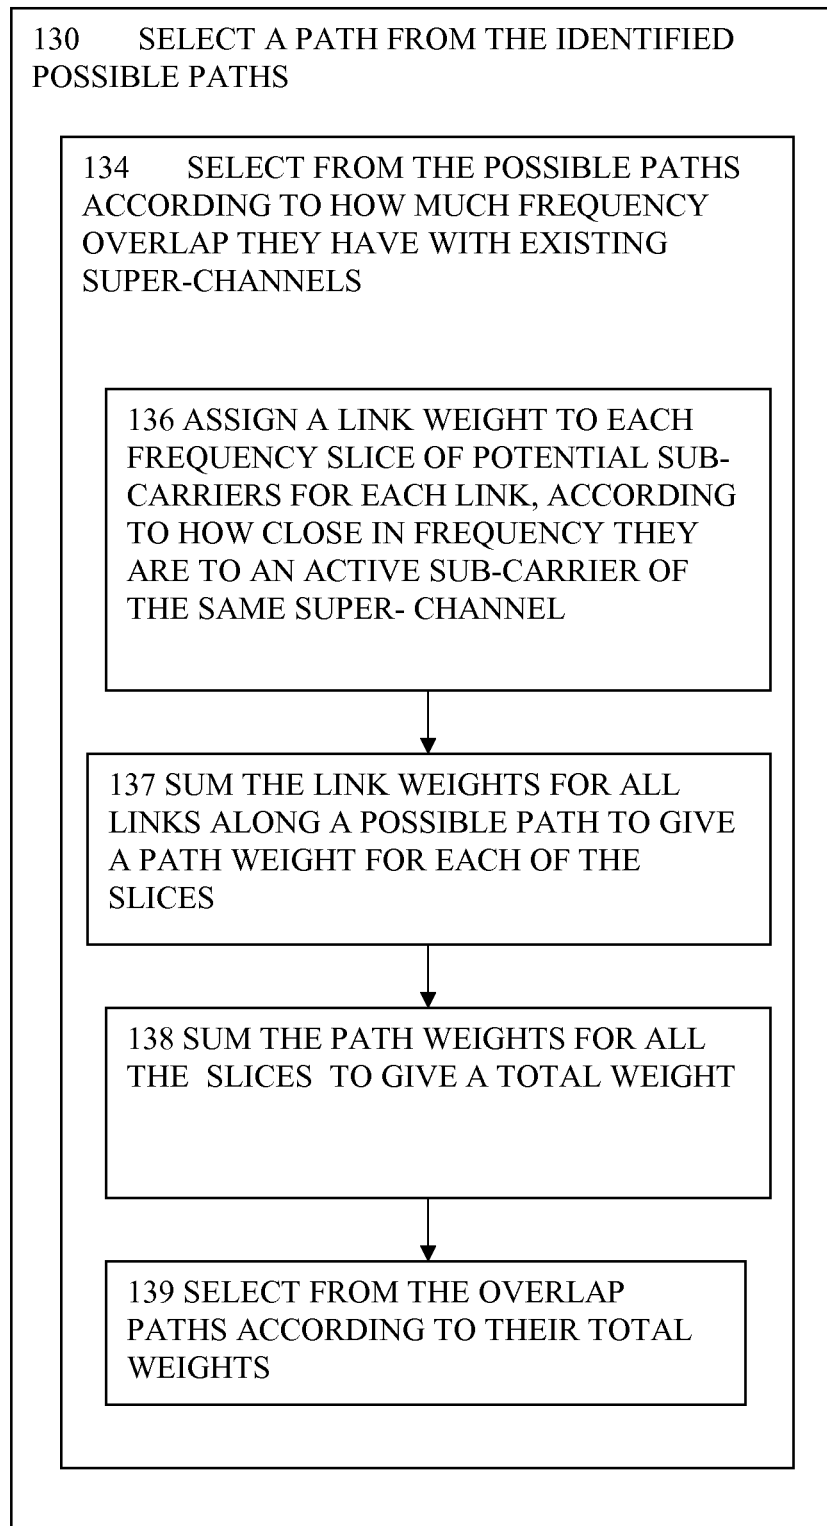 130 SELECT A PATH FROM THE IDENTIFIED
POSSIBLE PATHS
134 SELECT FROM THE POSSIBLE PATHS
ACCORDING TO HOW MUCH FREQUENCY
OVERLAP THEY HAVE WITH EXISTING
SUPER-CHANNELS
136 ASSIGN A LINK WEIGHT TO EACH
FREQUENCY SLICE OF POTENTIAL SUB-
CARRIERS FOR EACH LINK, ACCORDING
TO HOW CLOSE IN FREQUENCY THEY
ARE TO AN ACTIVE SUB-CARRIER OF
THE SAME SUPER- CHANNEL
137 SUM THE LINK WEIGHTS FOR ALL
LINKS ALONG A POSSIBLE PATH TO GIVE
A PATH WEIGHT FOR EACH OF THE
SLICES
138 SUM THE PATH WEIGHTS FOR ALL
THE SLICES TO GIVE A TOTAL WEIGHT
139 SELECT FROM THE OVERLAP
PATHS ACCORDING TO THEIR TOTAL
WEIGHTS